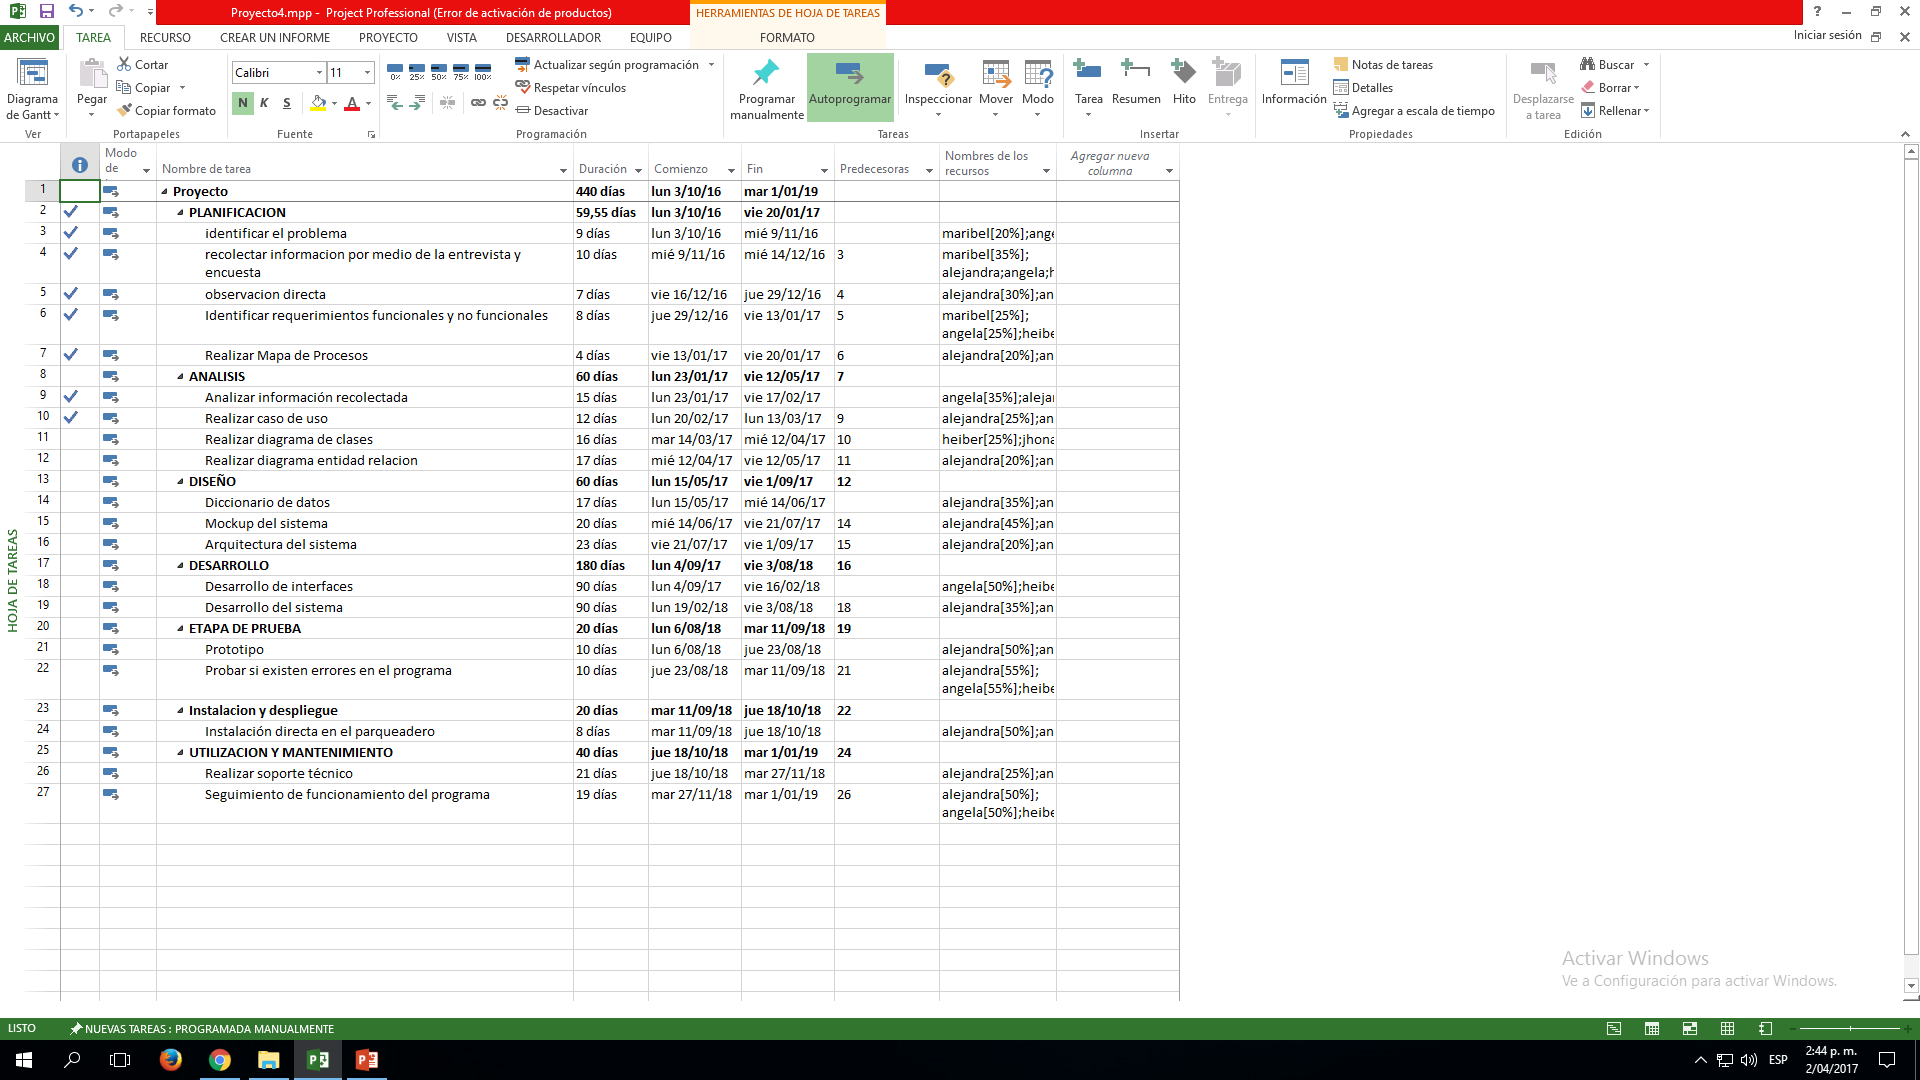 Proyecto4.mpp - Project Professional (Error de activación de productos)
HERRAMIENTAS DE HOJA DE TAREAS
?
ARCHIVO TAREA RECURSO CREAR UN INFORME PROYECTO VISTA DESARROLLADOR EQUIPO FORMATO
Iniciar sesión
Diagrama de Gantt
Ver
Pegar
Cortar
Copiar
Copiar formato
Portapapeles
Calibri 11
N K S A
Fuente
0% 25% 50% 75% 100%
Actualizar según programación
Respetar vínculos
Desactivar
Programación
Programar manualmente
Autoprogramar
Inspeccionar Mover Modo
Tareas
Tarea Resumen Hito Entrega
Insertar
Información
Notas de tareas
Detalles
Agregar a escala de tiempo
Propiedades
Desplazarse a tarea
Buscar
Borrar
Rellenar
Edición
Modo de Nombre de tarea Duración Comienzo Fin Predecesoras Nombres de los recursos Agregar nueva columna
1 Proyecto 440 días lun 3/10/16 mar 1/01/19
2 PLANIFICACION 59,55 días lun 3/10/16 vie 20/01/17
3 identificar el problema 9 días lun 3/10/16 mié 9/11/16 maribel[20%];ange
4 recolectar informacion por medio de la entrevista y 10 días mié 9/11/16 mié 14/12/16 3 maribel[35%];
encuesta alejandra;angela;h
5 observacion directa 7 días vie 16/12/16 jue 29/12/16 4 alejandra[30%];an
6 Identificar requerimientos funcionales y no funcionales 8 días jue 29/12/16 vie 13/01/17 5 maribel[25%];
angela[25%];heibe
7 Realizar Mapa de Procesos 4 días vie 13/01/17 vie 20/01/17 6 alejandra[20%];an
8 ANALISIS 60 días lun 23/01/17 vie 12/05/17 7
9 Analizar información recolectada 15 días lun 23/01/17 vie 17/02/17 angela[35%];aleja
10 Realizar caso de uso 12 días lun 20/02/17 lun 13/03/17 9 alejandra[25%];an
11 Realizar diagrama de clases 16 días mar 14/03/17 mié 12/04/17 10 heiber[25%];jhona
12 Realizar diagrama entidad relacion 17 días mié 12/04/17 vie 12/05/17 11 alejandra[20%];an
13 DISEÑO 60 días lun 15/05/17 vie 1/09/17 12
14 Diccionario de datos 17 días lun 15/05/17 mié 14/06/17 alejandra[35%];an
15 Mockup del sistema 20 días mié 14/06/17 vie 21/07/17 14 alejandra[45%];an
16 Arquitectura del sistema 23 días vie 21/07/17 vie 1/09/17 15 alejandra[20%];an
17 DESARROLLO 180 días lun 4/09/17 vie 3/08/18 16
18 Desarrollo de interfaces 90 días lun 4/09/17 vie 16/02/18 angela[50%];heibe
19 Desarrollo del sistema 90 días lun 19/02/18 vie 3/08/18 18 alejandra[35%];an
20 ETAPA DE PRUEBA 20 días lun 6/08/18 mar 11/09/18 19
21 Prototipo 10 días lun 6/08/18 jue 23/08/18 alejandra[50%];an
22 Probar si existen errores en el programa 10 días jue 23/08/18 mar 11/09/18 21 alejandra[55%];
angela[55%];heibe
23 Instalacion y despliegue 20 días mar 11/09/18 jue 18/10/18 22
24 Instalación directa en el parqueadero 8 días mar 11/09/18 jue 18/10/18 alejandra[50%];an
25 UTILIZACION Y MANTENIMIENTO 40 días jue 18/10/18 mar 1/01/19 24
26 Realizar soporte técnico 21 días jue 18/10/18 mar 27/11/18 alejandra[25%];an
27 Seguimiento de funcionamiento del programa 19 días mar 27/11/18 mar 1/01/19 26 alejandra[50%];
angela[50%];heibe
HOJA DE TAREAS
Activar Windows
Ve a Configuración para activar Windows.
LISTO NUEVAS TAREAS : PROGRAMADA MANUALMENTE
ESP
2:44 p. m.
2/04/2017